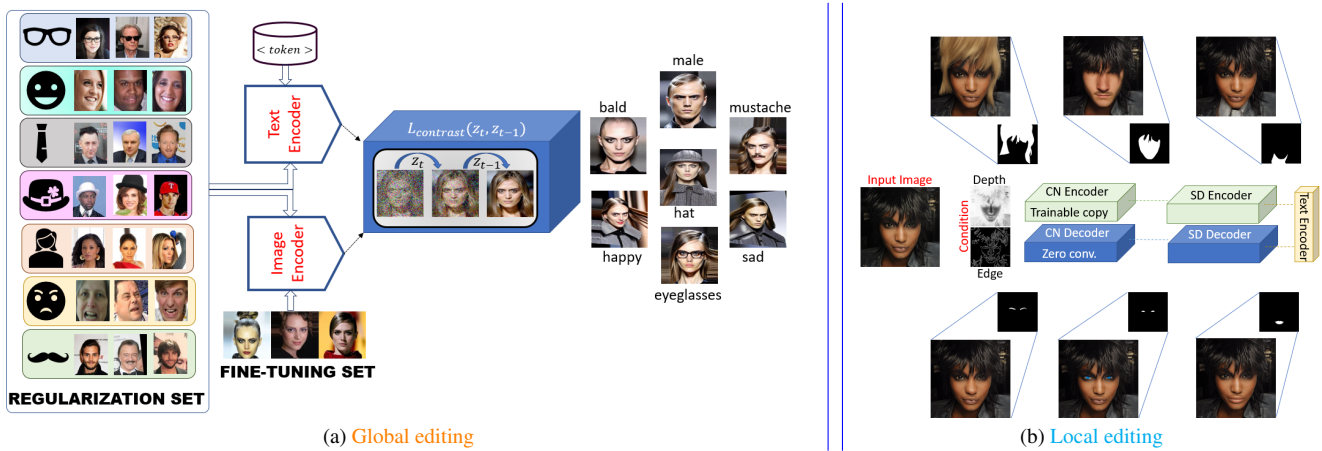 REGULARIZATION SET
< token >
Text
Encoder
Image
Encoder
FINE-TUNING SET
L_contrast(z_t, z_{t-1})
z_t
z_{t-1}
male
bald
mustache
hat
happy
sad
eyeglasses
(a) Global editing
Input Image
Condition
Depth
Edge
CN Encoder
Trainable copy
CN Decoder
Zero conv.
SD Encoder
SD Decoder
Text Encoder
(b) Local editing